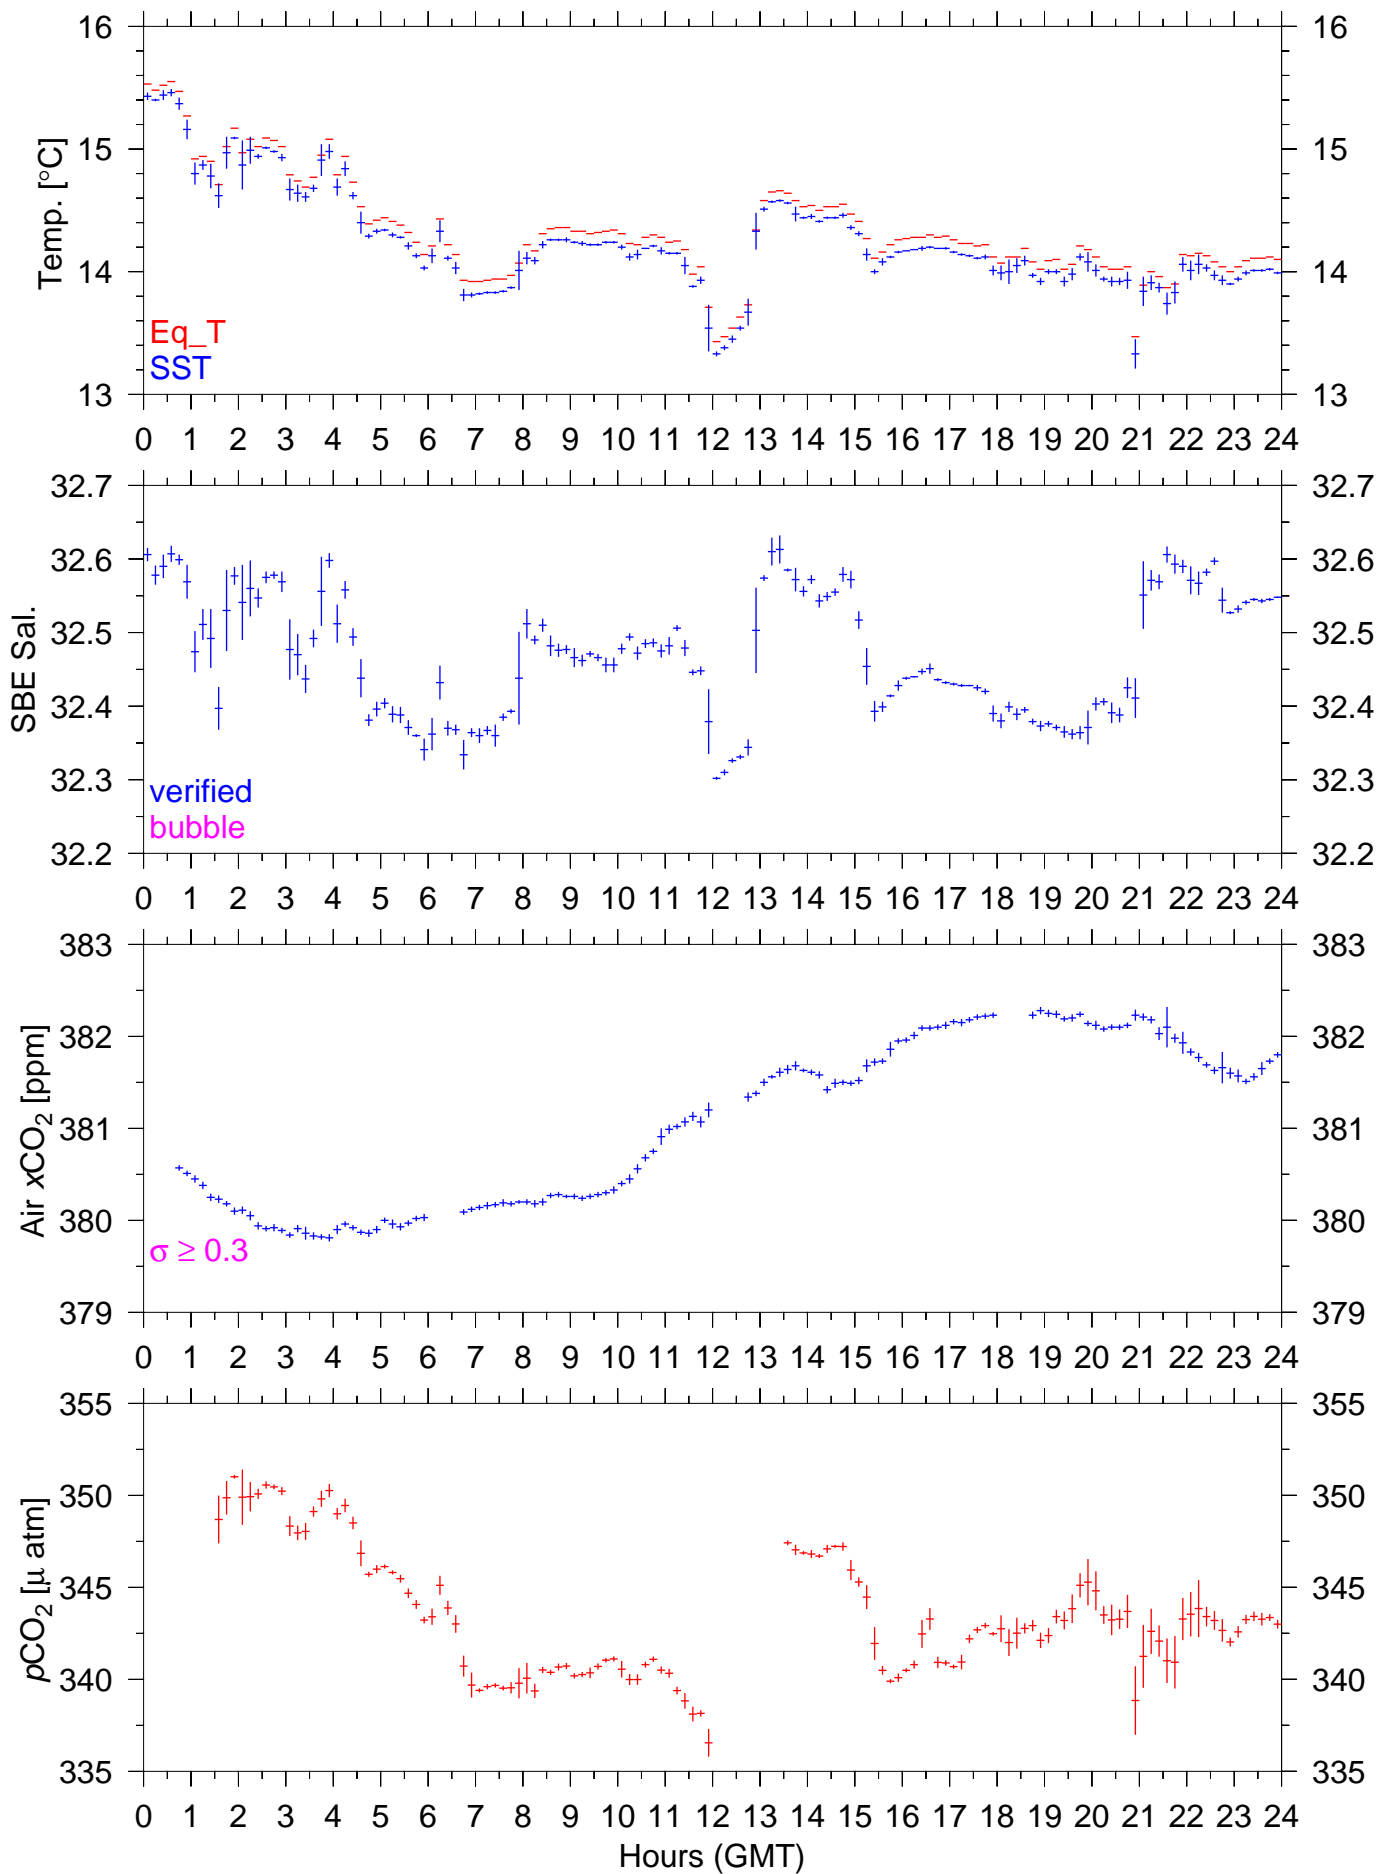 16 16
15 15
14 14
13 13
Temp. [°C]
Eq_T
SST
0 1 2 3 4 5 6 7 8 9 10 11 12 13 14 15 16 17 18 19 20 21 22 23 24
32.7 32.7
32.6 32.6
32.5 32.5
32.4 32.4
32.3 32.3
32.2 32.2
SBE Sal.
verified
bubble
0 1 2 3 4 5 6 7 8 9 10 11 12 13 14 15 16 17 18 19 20 21 22 23 24
383 383
382 382
381 381
380 380
379 379
Air xCO₂ [ppm]
σ ≥ 0.3
0 1 2 3 4 5 6 7 8 9 10 11 12 13 14 15 16 17 18 19 20 21 22 23 24
355 355
350 350
345 345
340 340
335 335
pCO₂ [μ atm]
0 1 2 3 4 5 6 7 8 9 10 11 12 13 14 15 16 17 18 19 20 21 22 23 24
Hours (GMT)